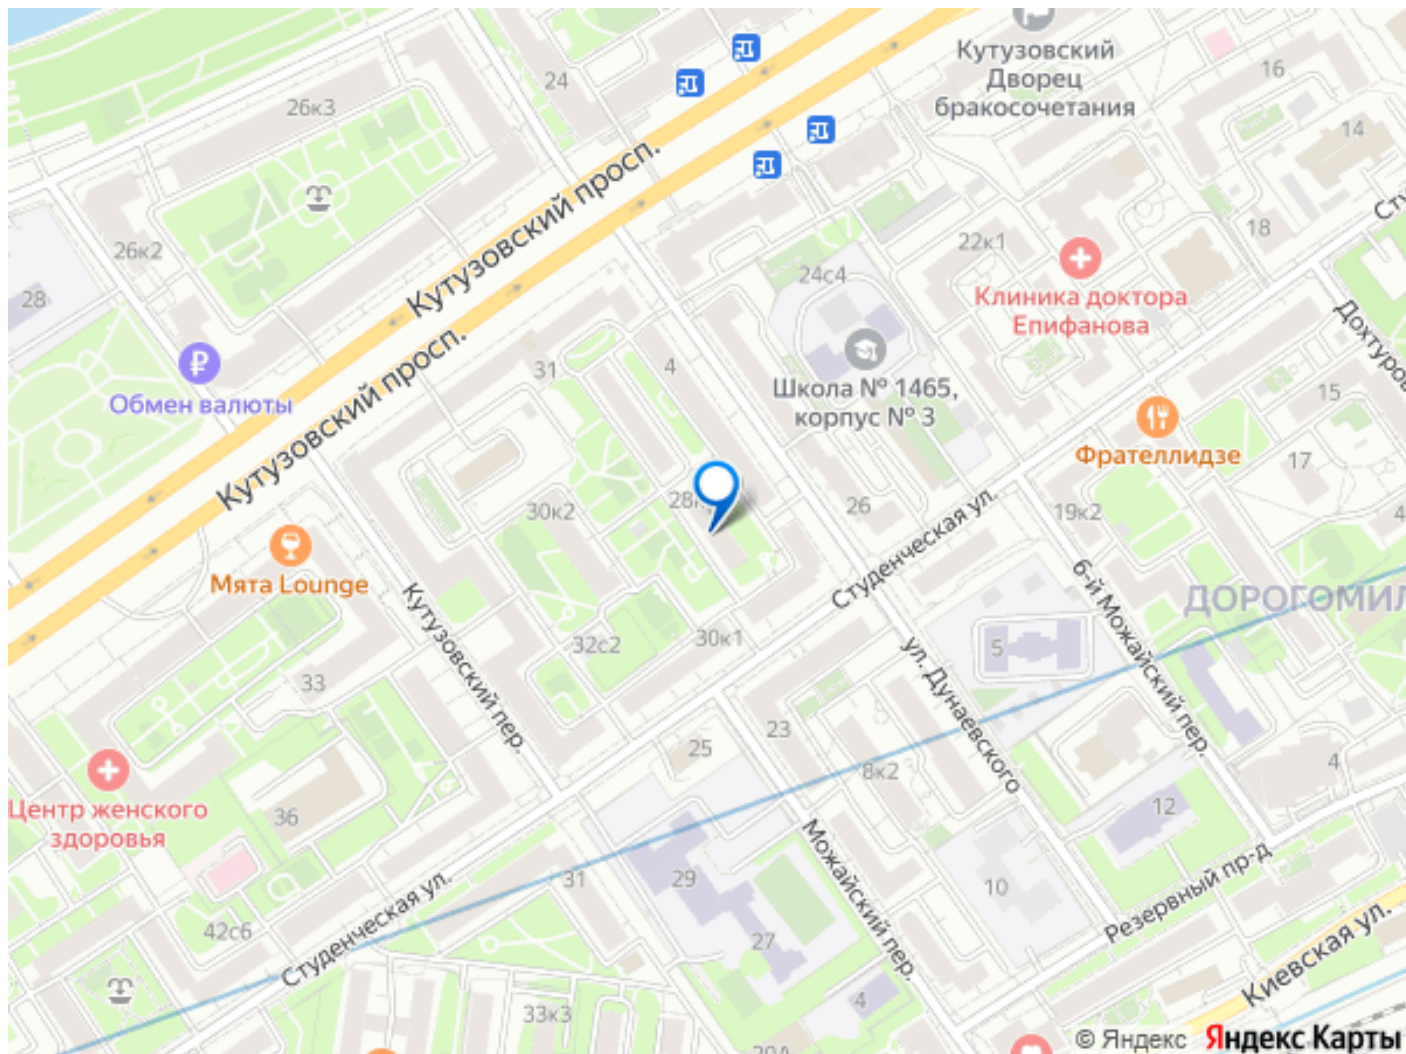 24
26к3
Кутузовский
Дворец
бракосочетания
16
14
Кутузовский просп.
26к2
28
22к1
18
24с4
Клиника доктора
Епифанова
Обмен валюты
Кутузовский просп.
31
4
Школа № 1465,
корпус № 3
15
Фрателлидзе
17
30к2
26
19к2
Студенческая ул.
Мята Lounge
Кутузовский пер.
32с2
30к1
5
6-й Можайский пер.
ул. Дунаевского
33
23
25
8к2
4
12
Центр женского
здоровья
36
Можайский пер.
29
31
10
Резервный пр-д
Студенческая ул.
42с6
27
Киевская ул.
4
33к3
© Яндекс Яндекс Карты